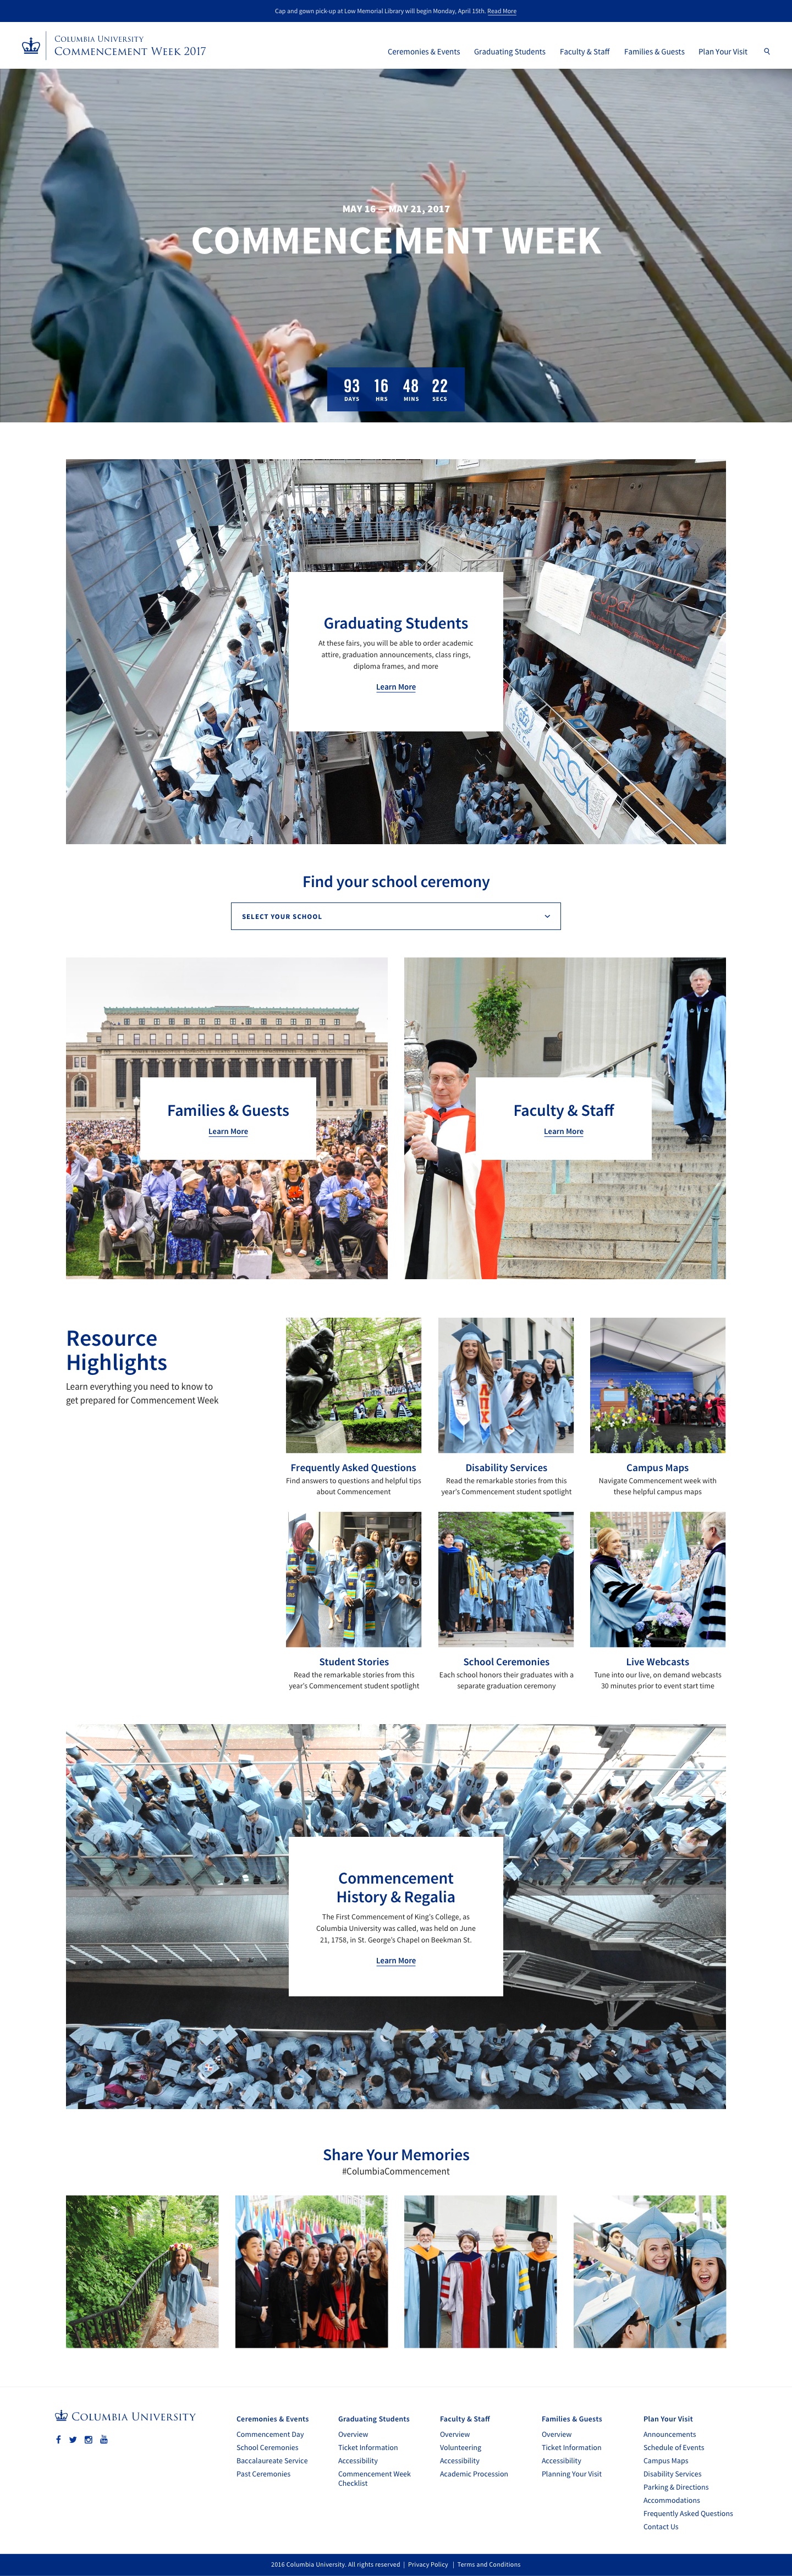 Cap and gown pick-up at Low Memorial Library will begin Monday, April 15th. Read More
Columbia University
Commencement Week 2017
Ceremonies & Events Graduating Students Faculty & Staff Families & Guests Plan Your Visit
MAY 16 — MAY 21, 2017
COMMENCEMENT WEEK
93 16 48 22
DAYS HRS MINS SECS
Graduating Students
At these fairs, you will be able to order academic
attire, graduation announcements, class rings,
diploma frames, and more
Learn More
PSSA
Find your school ceremony
SELECT YOUR SCHOOL
Families & Guests
Learn More
Faculty & Staff
Learn More
Resource
Highlights
Learn everything you need to know to
get prepared for Commencement Week
Frequently Asked Questions
Find answers to questions and helpful tips
about Commencement
Disability Services
Read the remarkable stories from this
year's Commencement student spotlight
Campus Maps
Navigate Commencement week with
these helpful campus maps
Student Stories
Read the remarkable stories from this
year's Commencement student spotlight
School Ceremonies
Each school honors their graduates with a
separate graduation ceremony
Live Webcasts
Tune into our live, on demand webcasts
30 minutes prior to event start time
Commencement
History & Regalia
The First Commencement of King's College, as
Columbia University was called, was held on June
21, 1758, in St. George's Chapel on Beekman St.
Learn More
Share Your Memories
#ColumbiaCommencement
Columbia University
Ceremonies & Events
Commencement Day
School Ceremonies
Baccalaureate Service
Past Ceremonies
Graduating Students
Overview
Ticket Information
Accessibility
Commencement Week
Checklist
Faculty & Staff
Overview
Volunteering
Accessibility
Academic Procession
Families & Guests
Overview
Ticket Information
Accessibility
Planning Your Visit
Plan Your Visit
Announcements
Schedule of Events
Campus Maps
Disability Services
Parking & Directions
Accommodations
Frequently Asked Questions
Contact Us
2016 Columbia University. All rights reserved | Privacy Policy | Terms and Conditions